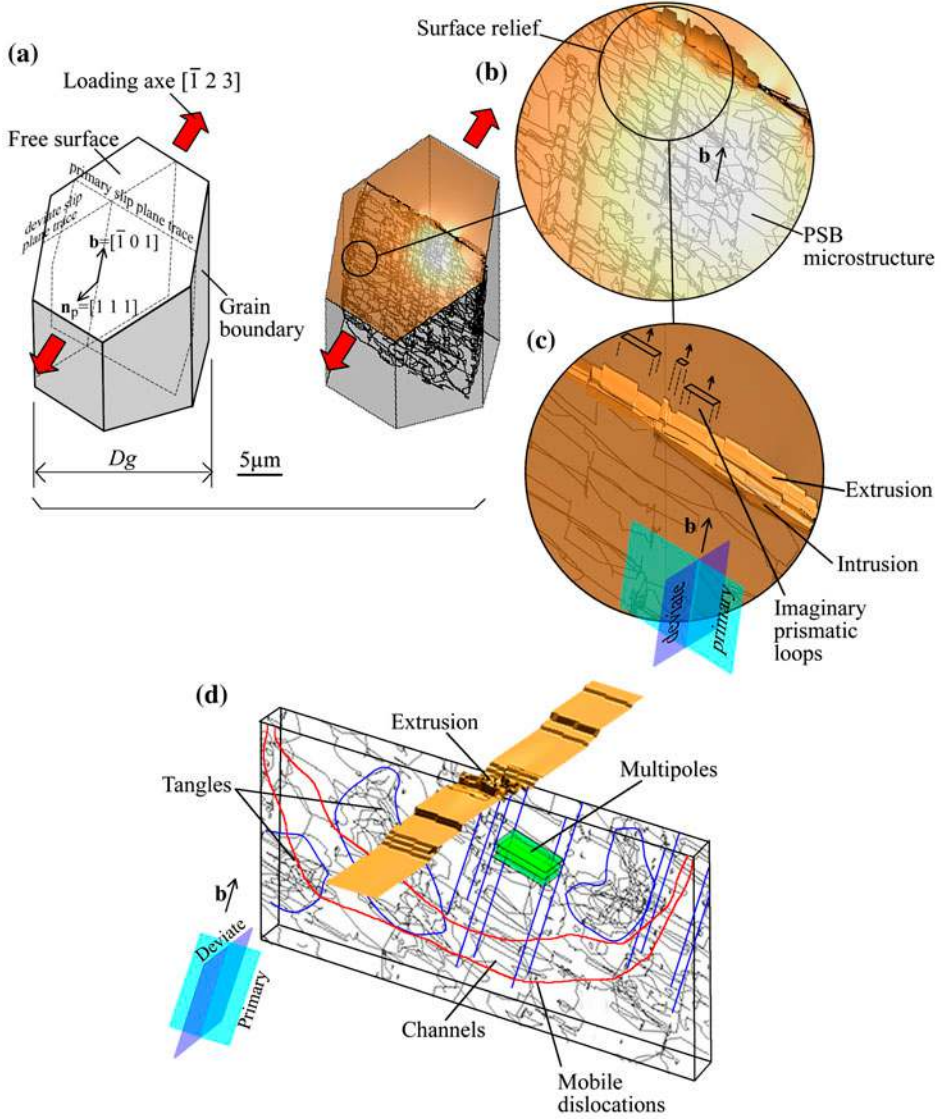 (a)
Loading axe [1̅ 2 3]
Free surface
primary slip plane trace
deviate slip
plane trace
b=[1̅ 0 1]
nₚ=[1 1 1]
Grain
boundary
Dg
5µm
Surface relief
(b)
b
PSB
microstructure
(c)
Extrusion
b
Intrusion
deviate
primary
Imaginary
prismatic
loops
(d)
Extrusion
Multipoles
Tangles
b
Deviate
Primary
Channels
Mobile
dislocations